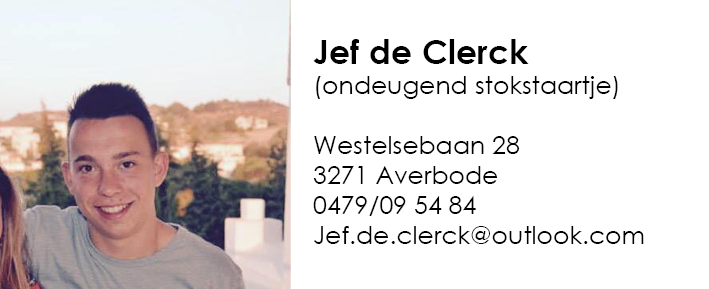 Jef de Clerck
(ondeugend stokstaartje)
Westelsebaan 28
3271 Averbode
0479/09 54 84
Jef.de.clerck@outlook.com